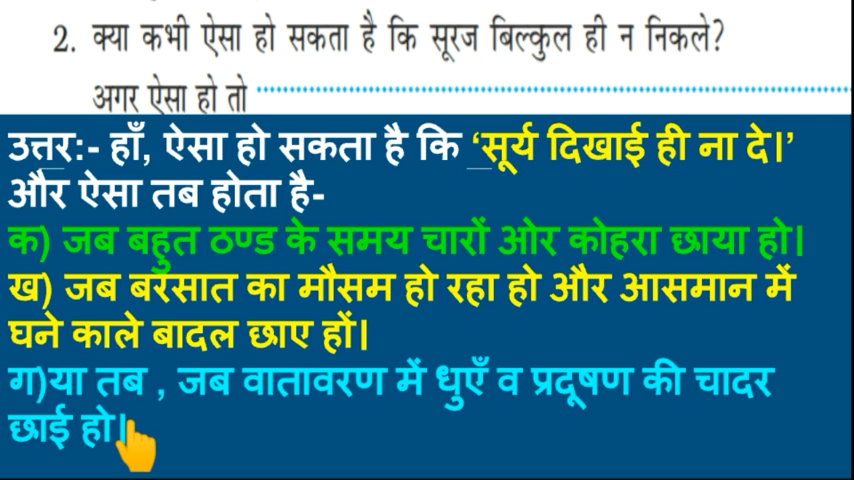 2. क्या कभी ऐसा हो सकता है कि सूरज बिल्कुल ही न निकले?
अगर ऐसा हो तो
उत्तर:- हाँ, ऐसा हो सकता है कि ‘सूर्य दिखाई ही ना दे।’
और ऐसा तब होता है-
क) जब बहुत ठण्ड के समय चारों ओर कोहरा छाया हो।
ख) जब बरसात का मौसम हो रहा हो और आसमान में
घने काले बादल छाए हों।
ग)या तब , जब वातावरण में धुएँ व प्रदूषण की चादर
छाई हो।